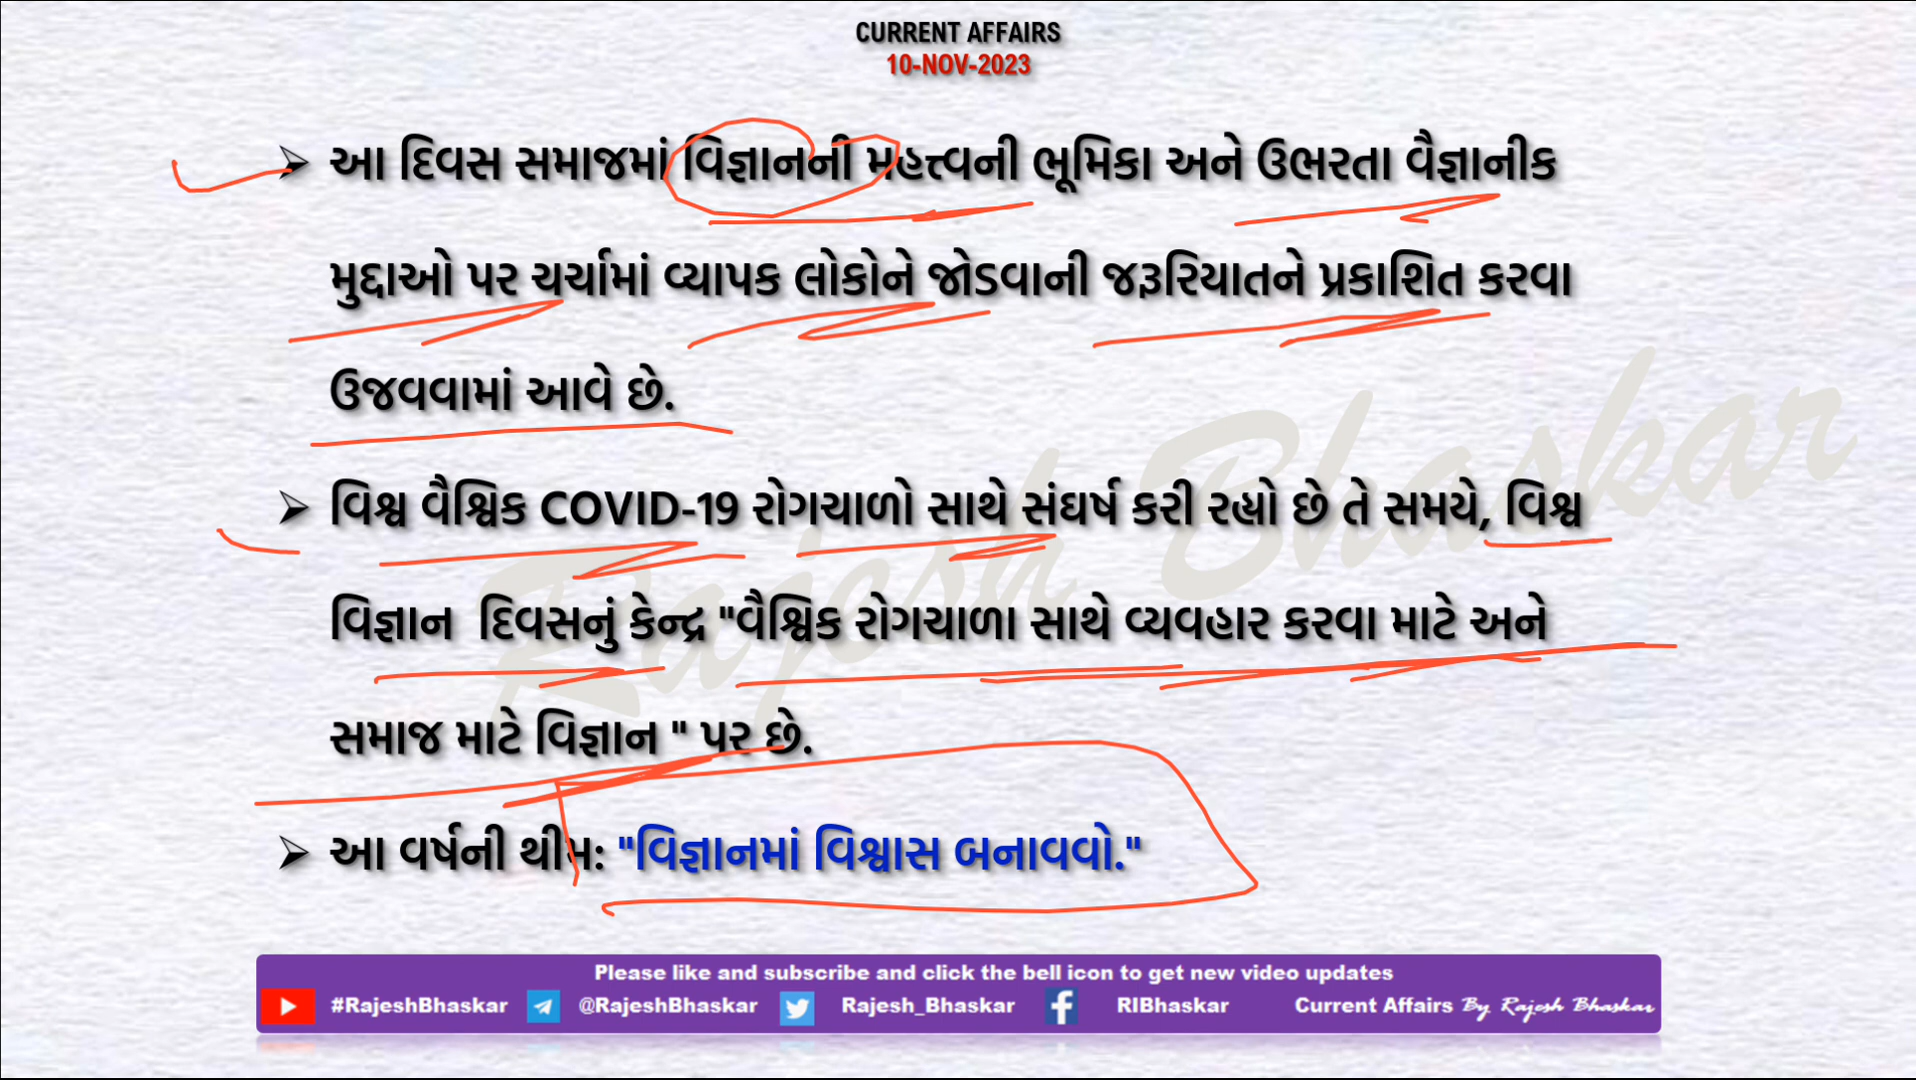 CURRENT AFFAIRS
10-NOV-2023
➢ આ દિવસ સમાજમાં વિજ્ઞાનની મહત્ત્વની ભૂમિકા અને ઉભરતા વૈજ્ઞાનીક
મુદ્દાઓ પર ચર્ચામાં વ્યાપક લોકોને જોડવાની જરૂરિયાતને પ્રકાશિત કરવા
ઉજવવામાં આવે છે.
➢ વિશ્વ વૈશ્વિક COVID-19 રોગચાળો સાથે સંઘર્ષ કરી રહ્યો છે તે સમયે, વિશ્વ
વિજ્ઞાન દિવસનું કેન્દ્ર "વૈશ્વિક રોગચાળા સાથે વ્યવહાર કરવા માટે અને
સમાજ માટે વિજ્ઞાન " પર છે.
➢ આ વર્ષની થીમ: "વિજ્ઞાનમાં વિશ્વાસ બનાવવો."
Rajesh Bhaskar
Please like and subscribe and click the bell icon to get new video updates
#RajeshBhaskar @RajeshBhaskar Rajesh_Bhaskar RIBhaskar Current Affairs By Rajesh Bhaskar